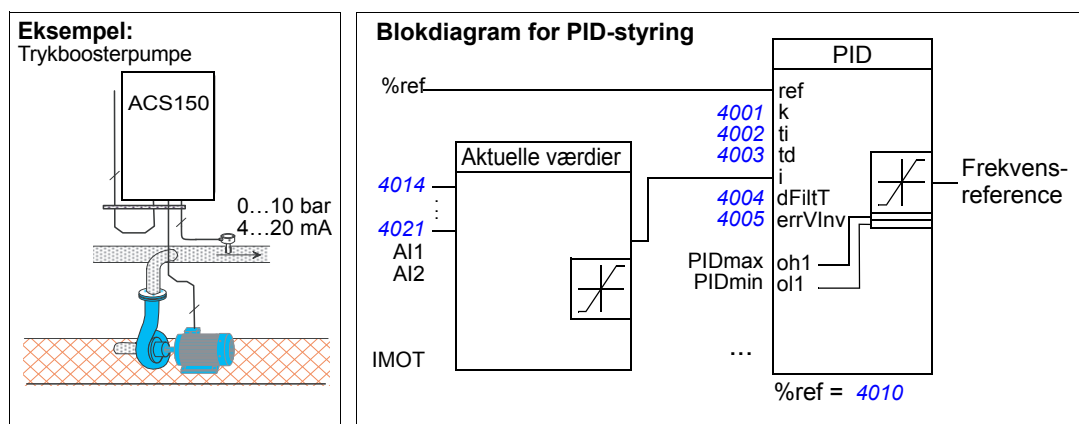 Eksempel:
Trykboosterpumpe
ACS150
0…10 bar
4…20 mA
Blokdiagram for PID-styring
%ref
Aktuelle værdier
4014
4021
AI1
AI2
IMOT
PID
ref
4001 k
4002 ti
4003 td
i
4004 dFiltT
4005 errVInv
PIDmax oh1
PIDmin ol1
…
%ref = 4010
Frekvens-
reference